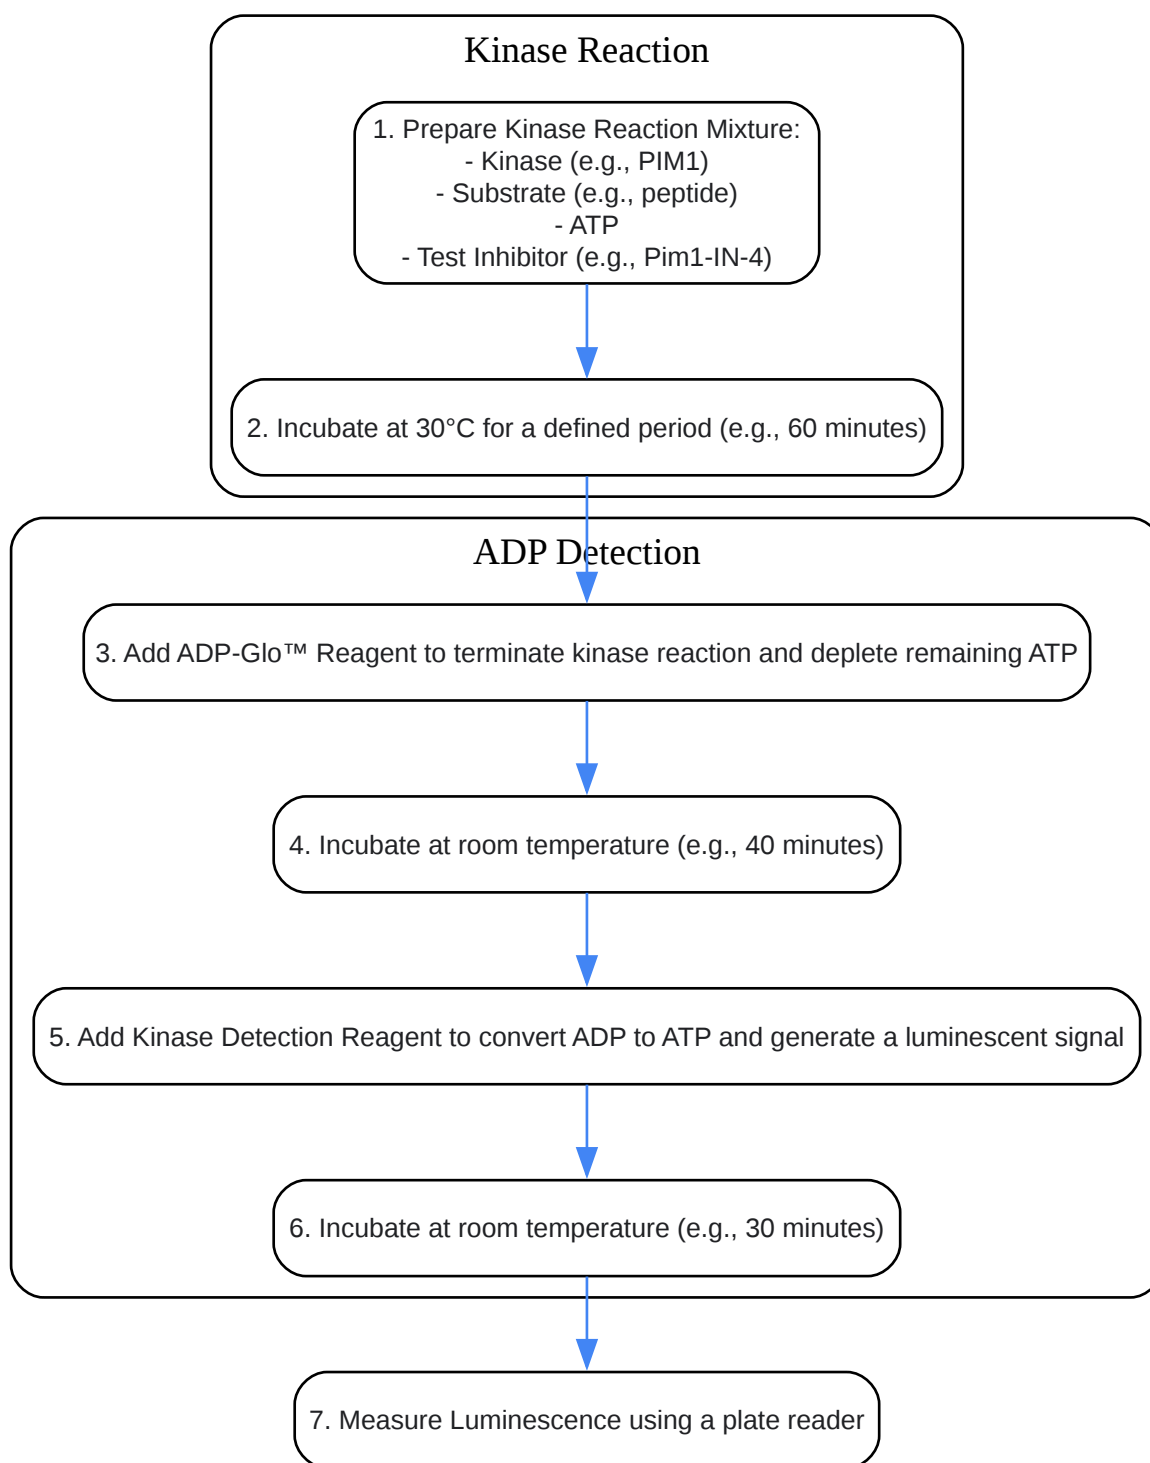 Kinase Reaction
1. Prepare Kinase Reaction Mixture:
- Kinase (e.g., PIM1)
- Substrate (e.g., peptide)
- ATP
- Test Inhibitor (e.g., Pim1-IN-4)
2. Incubate at 30°C for a defined period (e.g., 60 minutes)
ADP Detection
3. Add ADP-Glo™ Reagent to terminate kinase reaction and deplete remaining ATP
4. Incubate at room temperature (e.g., 40 minutes)
5. Add Kinase Detection Reagent to convert ADP to ATP and generate a luminescent signal
6. Incubate at room temperature (e.g., 30 minutes)
7. Measure Luminescence using a plate reader